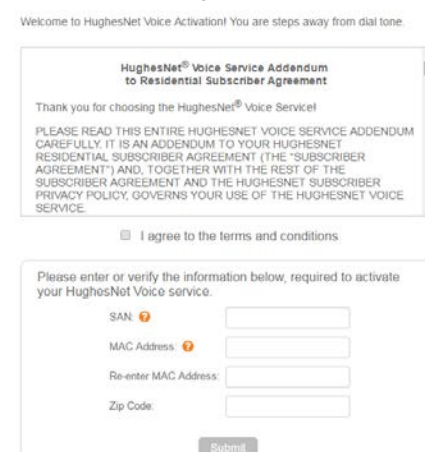 Welcome to HughesNet Voice Activation! You are steps away from dial tone.
HughesNet® Voice Service Addendum
to Residential Subscriber Agreement
Thank you for choosing the HughesNet® Voice Service!
PLEASE READ THIS ENTIRE HUGHESNET VOICE SERVICE ADDENDUM
CAREFULLY. IT IS AN ADDENDUM TO YOUR HUGHESNET
RESIDENTIAL SUBSCRIBER AGREEMENT (THE "SUBSCRIBER
AGREEMENT") AND, TOGETHER WITH THE REST OF THE
SUBSCRIBER AGREEMENT AND THE HUGHESNET SUBSCRIBER
PRIVACY POLICY, GOVERNS YOUR USE OF THE HUGHESNET VOICE
SERVICE.
I agree to the terms and conditions
Please enter or verify the information below, required to activate
your HughesNet Voice service.
SAN: ?
MAC Address: ?
Re-enter MAC Address:
Zip Code:
Submit